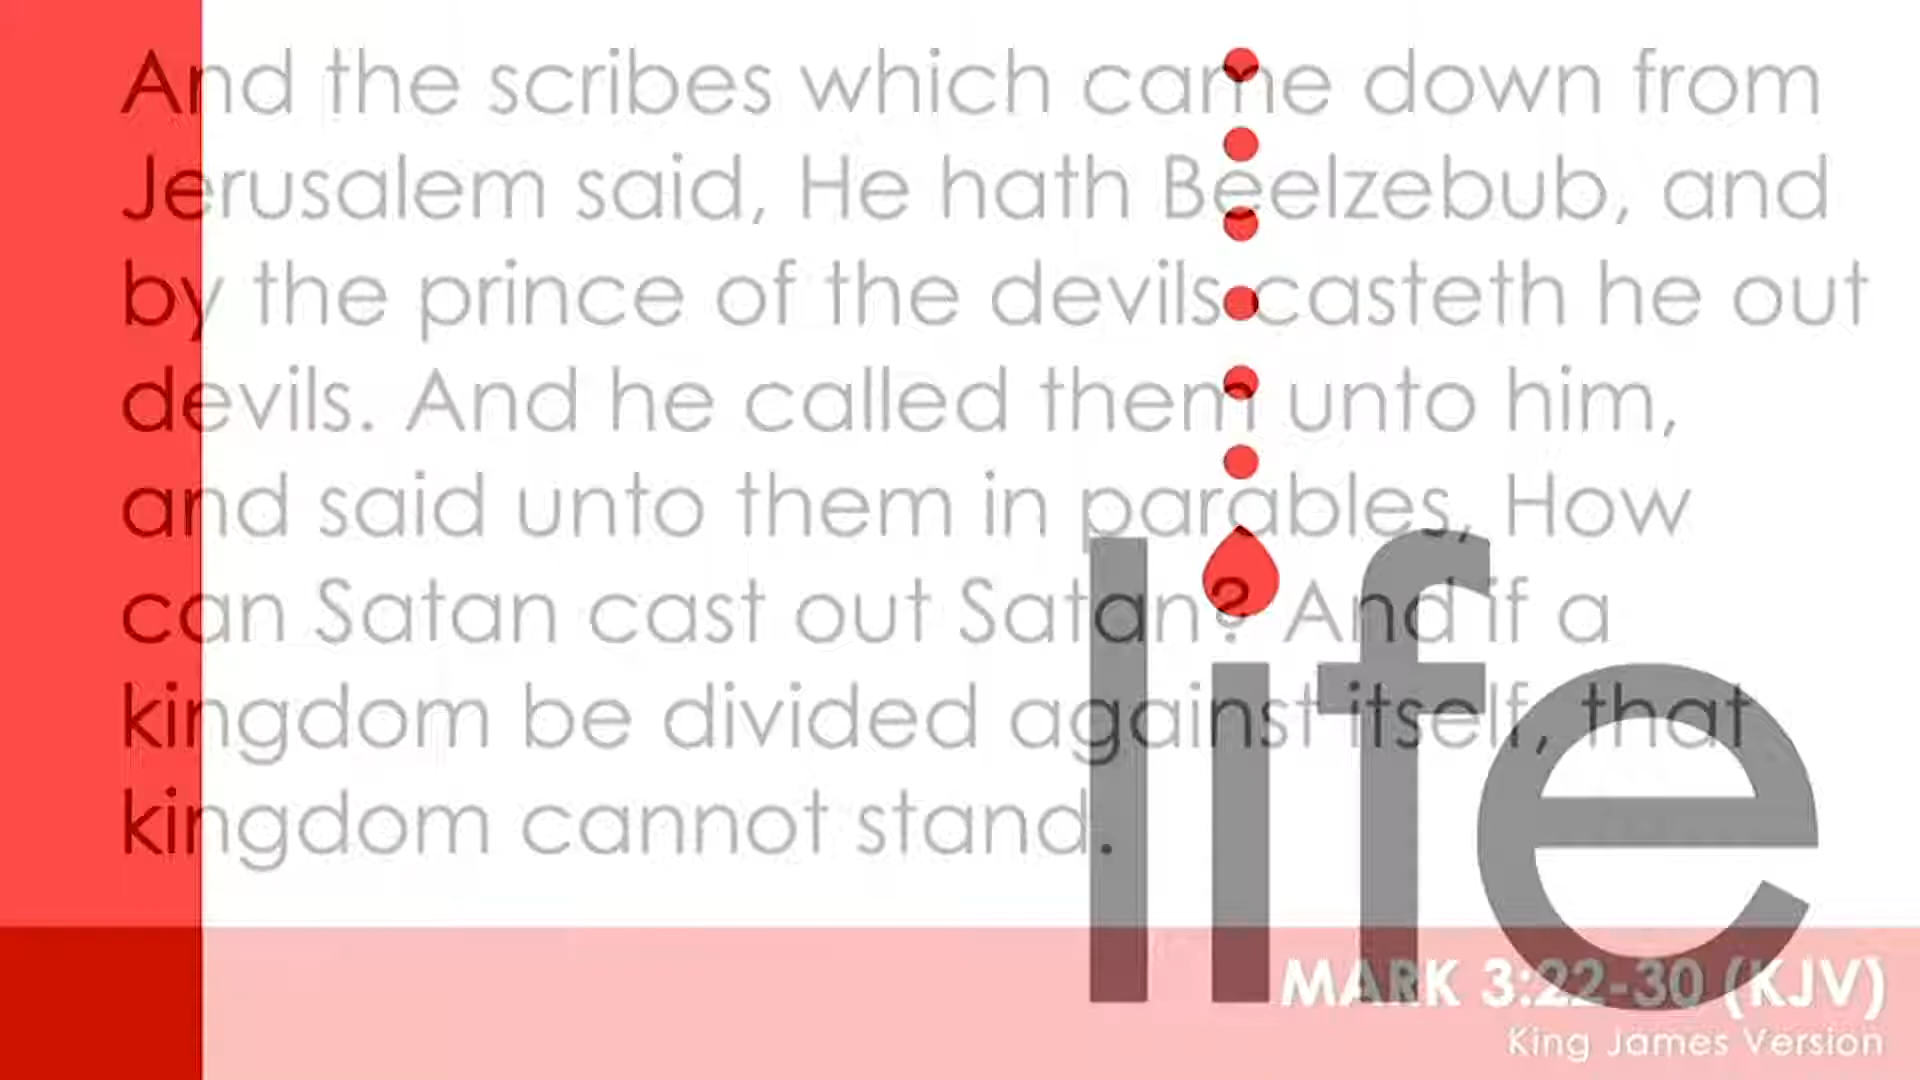 And the scribes which came down from
Jerusalem said, He hath Beelzebub, and
by the prince of the devils casteth he out
devils. And he called them unto him,
and said unto them in parables, How
can Satan cast out Satan? And if a
kingdom be divided against itself, that
kingdom cannot stand.
life
MARK 3:22-30 (KJV)
King James Version